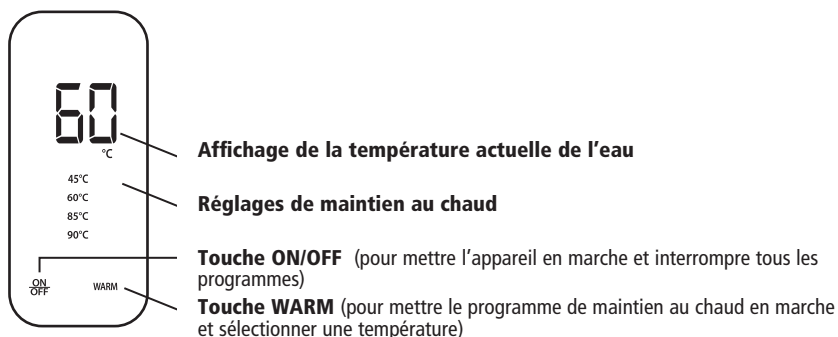 60
°C
Affichage de la température actuelle de l’eau
45°C
60°C
85°C
90°C
Réglages de maintien au chaud
ON
OFF
WARM
Touche ON/OFF (pour mettre l’appareil en marche et interrompre tous les
programmes)
Touche WARM (pour mettre le programme de maintien au chaud en marche
et sélectionner une température)